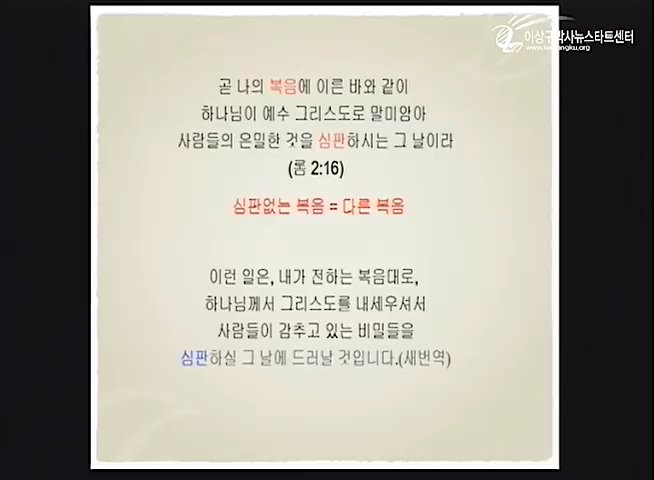 이상구박사뉴스타트센터
곧 나의 복음에 이른 바와 같이
하나님이 예수 그리스도로 말미암아
사람들의 은밀한 것을 심판하시는 그 날이라
(롬 2:16)
심판없는 복음 = 다른 복음
이런 일은, 내가 전하는 복음대로,
하나님께서 그리스도를 내세우셔서
사람들이 감추고 있는 비밀들을
심판하실 그 날에 드러날 것입니다.(새번역)